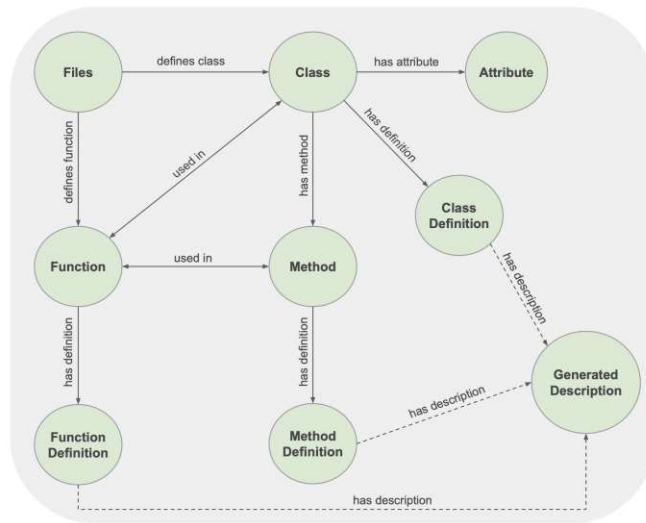 Files
defines class
Class
has attribute
Attribute
defines function
used in
has method
has definition
Class
Definition
Function
used in
Method
has description
has definition
has definition
Generated
Description
has description
Function
Definition
Method
Definition
has description